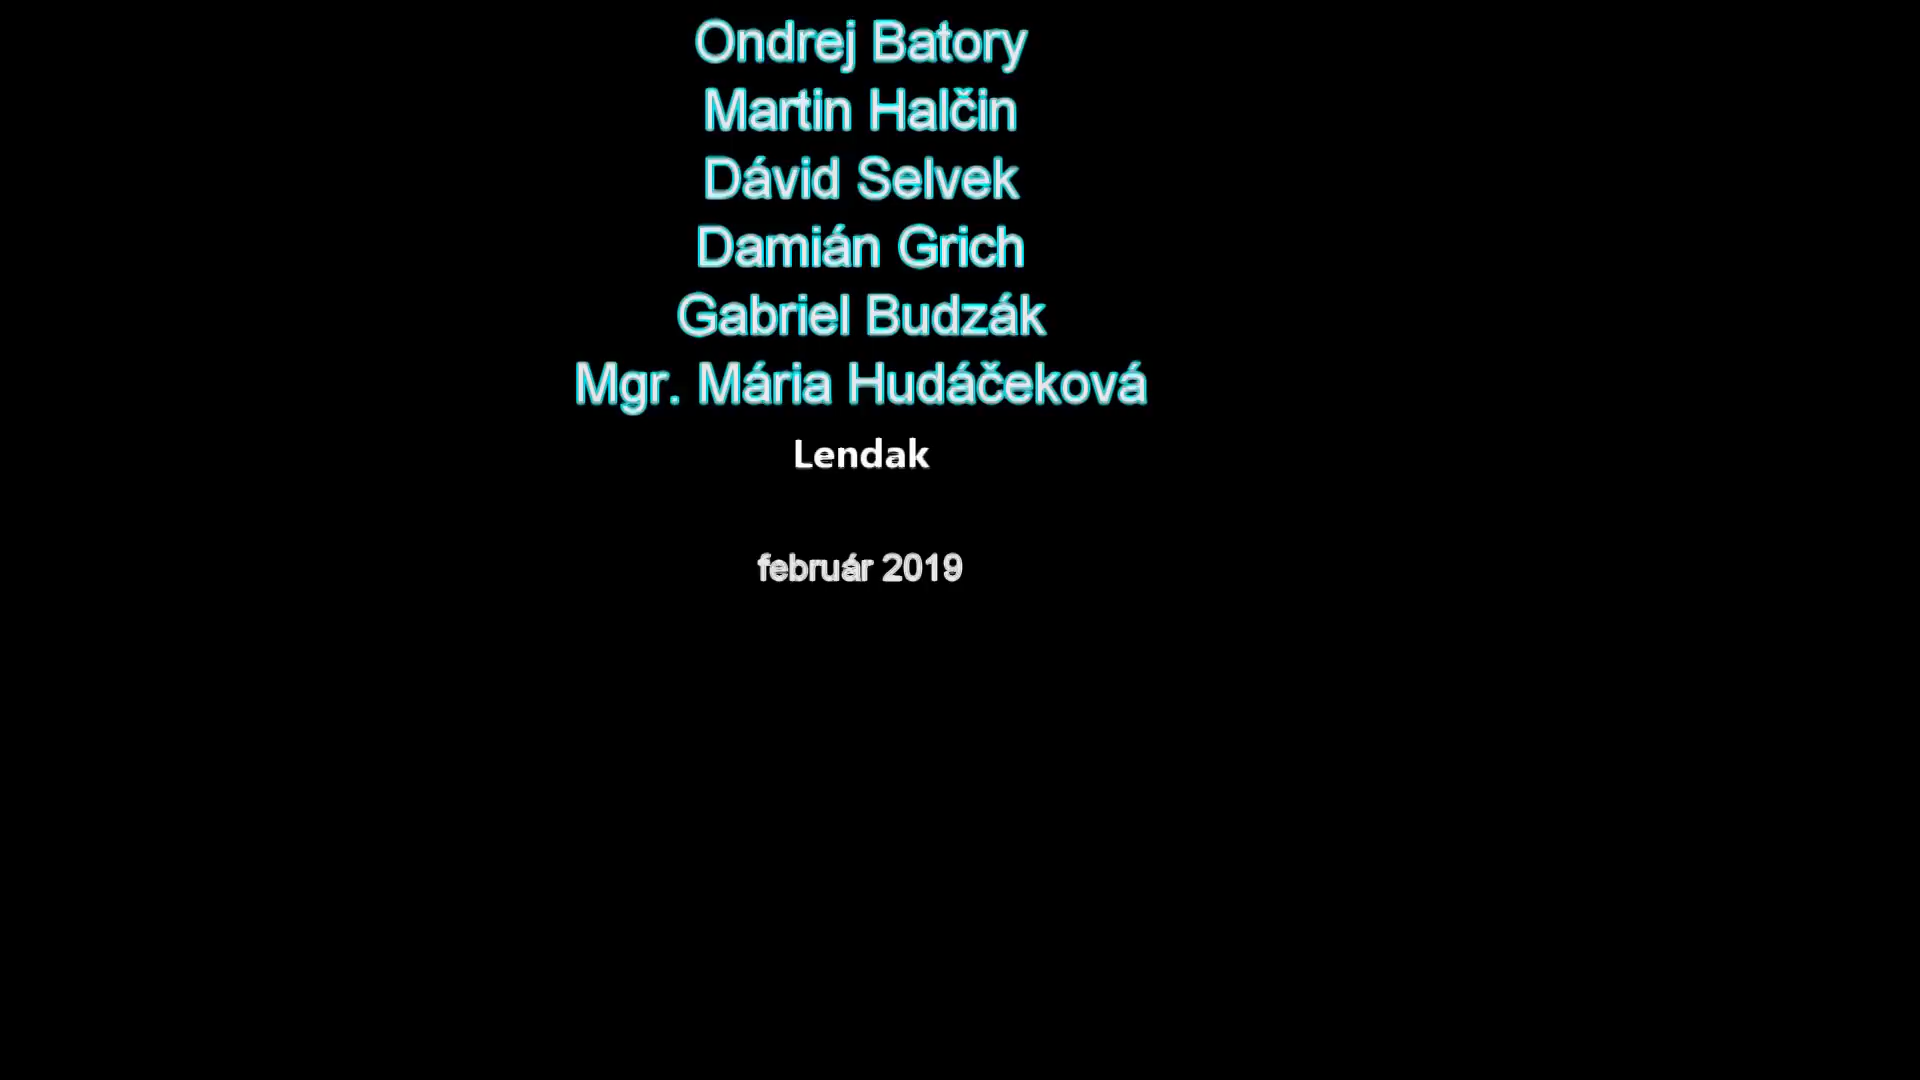 Ondrej Batory
Martin Halčin
Dávid Selvek
Damián Grich
Gabriel Budzák
Mgr. Mária Hudáčeková
Lendak
február 2019